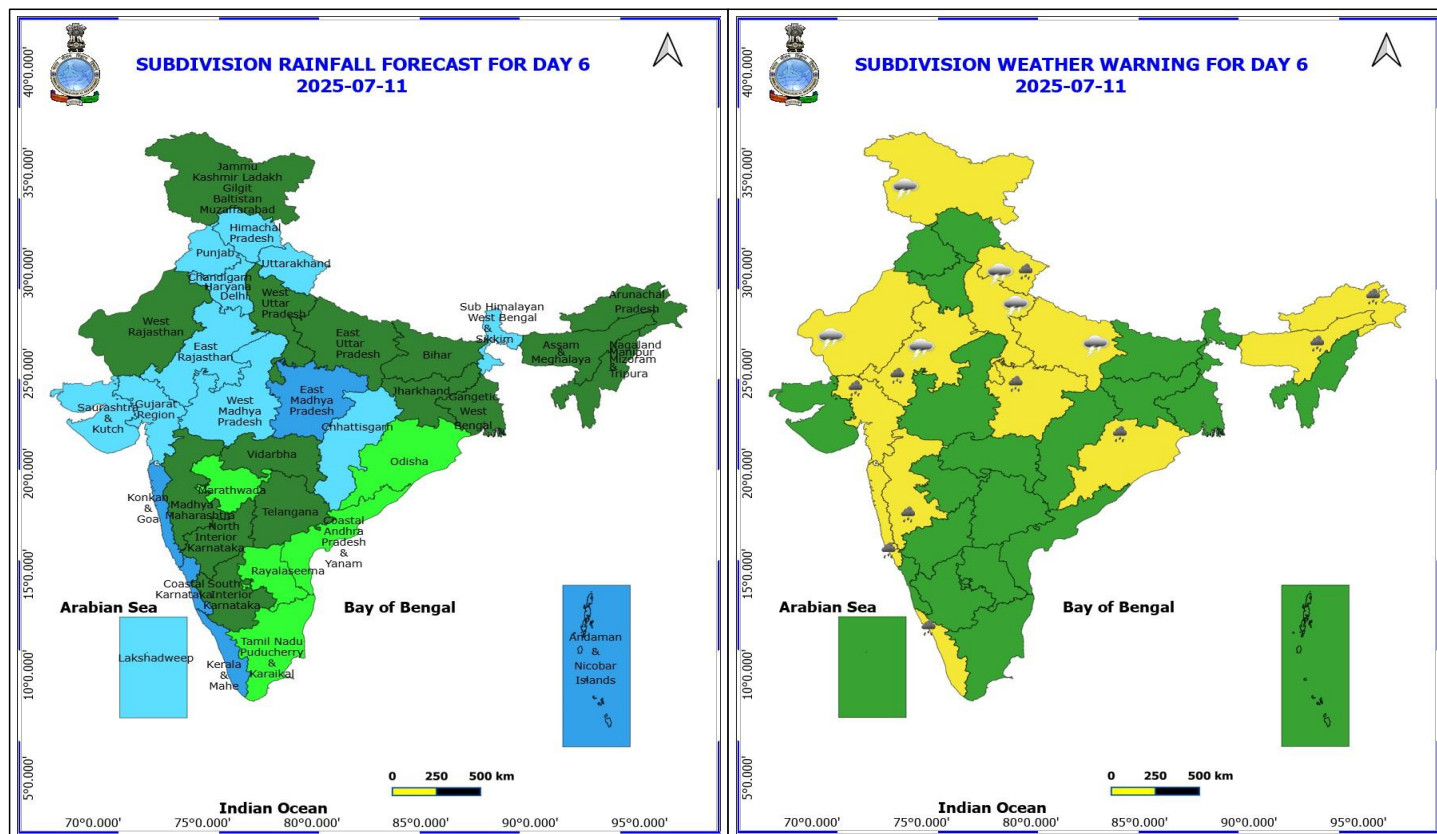 SUBDIVISION RAINFALL FORECAST FOR DAY 6
2025-07-11
40°0.000'
35°0.000'
30°0.000'
25°0.000'
20°0.000'
15°0.000'
10°0.000'
5°0.000'
Jammu
Kashmir Ladakh
Gilgit
Baltistan
Muzaffarabad
Himachal
Pradesh
Punjab
Uttarakhand
Chandigarh
Haryana
Delhi
West
Uttar
Pradesh
West
Rajasthan
East
Rajasthan
East
Uttar
Pradesh
Bihar
Sub Himalayan
West Bengal
&
Sikkim
Arunachal
Pradesh
Assam
&
Meghalaya
Nagaland
Manipur
Mizoram
&
Tripura
Jharkhand
Gangetic
West
Bengal
East
Madhya
Pradesh
West
Madhya
Pradesh
Gujarat
Region
Saurashtra
&
Kutch
Chhattisgarh
Odisha
Vidarbha
Marathwada
Konkan
&
Goa
Madhya
Maharashtra
Telangana
North
Interior
Karnataka
Coastal
Andhra
Pradesh
&
Yanam
Rayalaseema
Coastal
Karnataka
South
Interior
Karnataka
Tamil Nadu
Puducherry
&
Karaikal
Kerala
&
Mahe
Arabian Sea
Bay of Bengal
Lakshadweep
Andaman
&
Nicobar
Islands
0 250 500 km
Indian Ocean
70°0.000' 75°0.000' 80°0.000' 85°0.000' 90°0.000' 95°0.000'
SUBDIVISION WEATHER WARNING FOR DAY 6
2025-07-11
40°0.000'
35°0.000'
30°0.000'
25°0.000'
20°0.000'
15°0.000'
10°0.000'
5°0.000'
Arabian Sea
Bay of Bengal
0 250 500 km
Indian Ocean
70°0.000' 75°0.000' 80°0.000' 85°0.000' 90°0.000' 95°0.000'